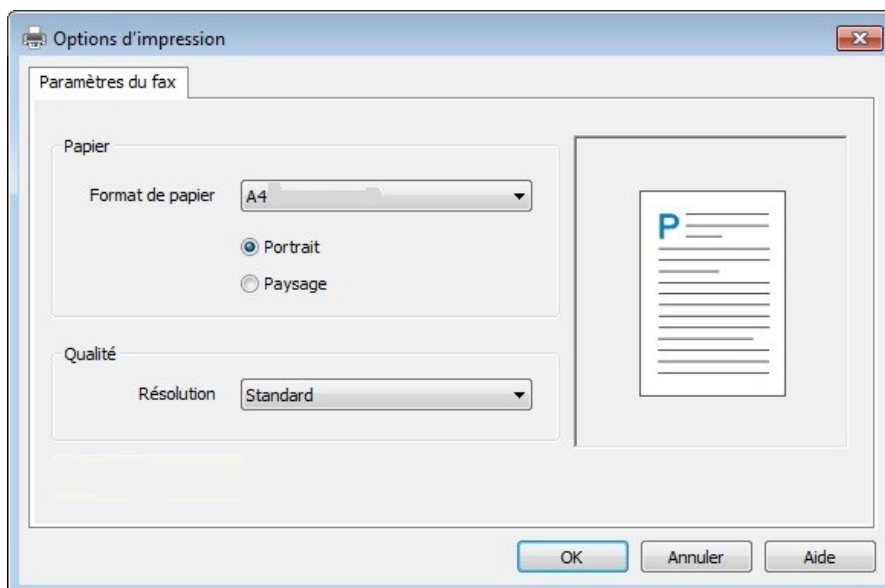 Options d'impression
Paramètres du fax
Papier
Format de papier
A4
Portrait
Paysage
Qualité
Résolution
Standard
P
OK
Annuler
Aide